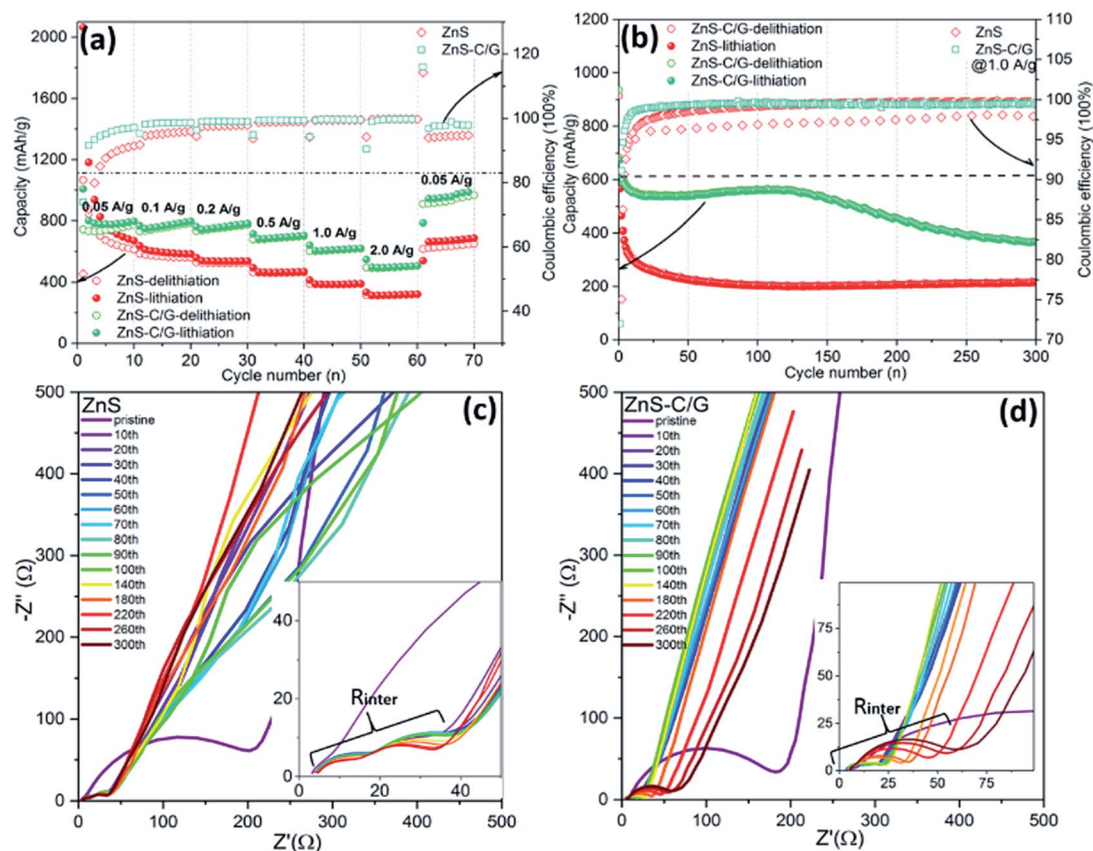 (a)
ZnS
ZnS-C/G
2000
1600
1200
800
400
0
Capacity (mAh/g)
120
100
80
60
40
Coulombic efficiency (100%)
0.05 A/g
0.1 A/g
0.2 A/g
0.5 A/g
1.0 A/g
2.0 A/g
0.05 A/g
ZnS-delithiation
ZnS-lithiation
ZnS-C/G-delithiation
ZnS-C/G-lithiation
0 10 20 30 40 50 60 70 80
Cycle number (n)
(b)
ZnS-C/G-delithiation
ZnS-lithiation
ZnS-C/G-delithiation
ZnS-C/G-lithiation
ZnS
ZnS-C/G
@1.0 A/g
1200
1000
800
600
400
200
0
Capacity (mAh/g)
110
105
100
95
90
85
80
75
70
Coulombic efficiency (100%)
0 50 100 150 200 250 300
Cycle number (n)
(c)
ZnS
pristine
10th
20th
30th
40th
50th
60th
70th
80th
90th
100th
140th
180th
220th
260th
300th
500
400
300
200
100
0
-Z''(Ω)
40
20
0
Rinter
0 20 40
0 100 200 300 400 500
Z'(Ω)
(d)
ZnS-C/G
pristine
10th
20th
30th
40th
50th
60th
70th
80th
90th
100th
140th
180th
220th
260th
300th
500
400
300
200
100
0
-Z''(Ω)
75
50
25
0
Rinter
0 25 50 75
0 100 200 300 400 500
Z'(Ω)